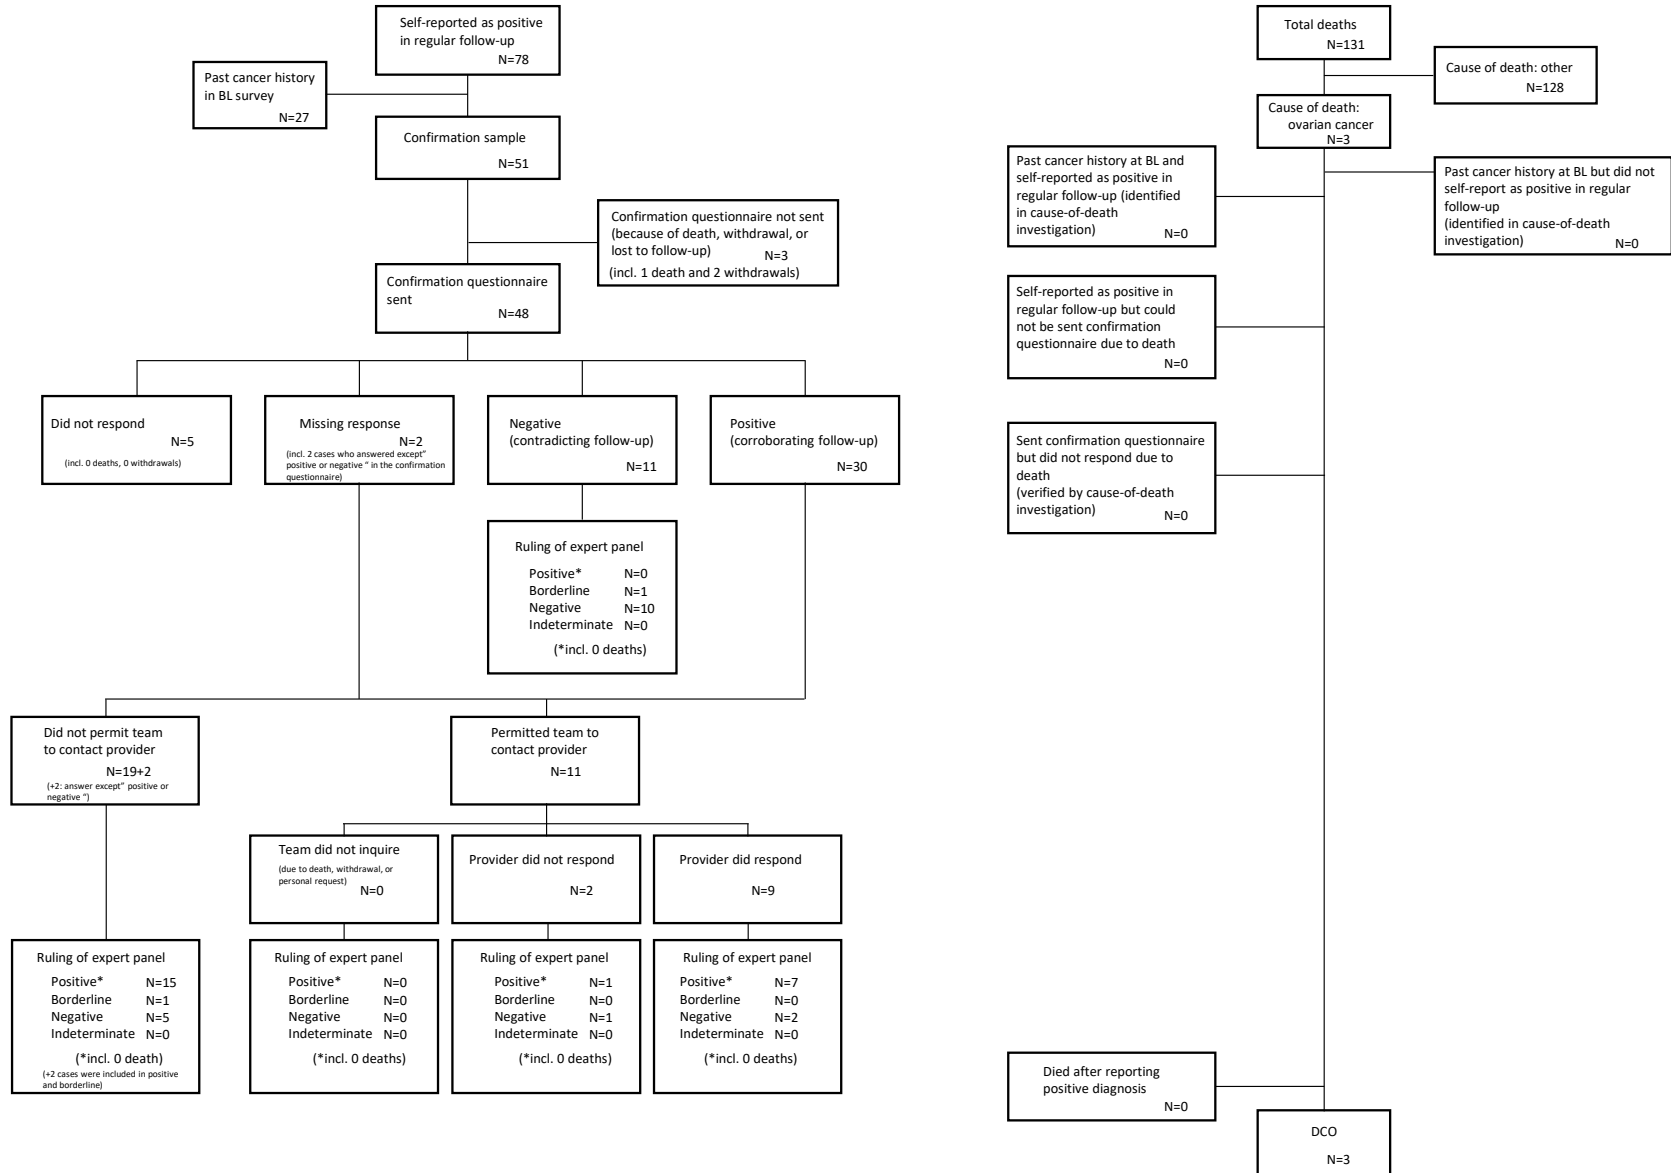 Self-reported as positive
in regular follow-up
N=78
Past cancer history
in BL survey
N=27
Confirmation sample
N=51
Confirmation questionnaire not sent
(because of death, withdrawal, or
lost to follow-up)
N=3
(incl. 1 death and 2 withdrawals)
Confirmation questionnaire
sent
N=48
Did not respond
N=5
(incl. 0 deaths, 0 withdrawals)
Missing response
N=2
(incl. 2 cases who answered except”
positive or negative “ in the confirmation
questionnaire)
Negative
(contradicting follow-up)
N=11
Positive
(corroborating follow-up)
N=30
Ruling of expert panel
Positive* N=0
Borderline N=1
Negative N=10
Indeterminate N=0
(*incl. 0 deaths)
Did not permit team
to contact provider
N=19+2
(+2: answer except” positive or
negative “)
Permitted team to
contact provider
N=11
Team did not inquire
(due to death, withdrawal, or
personal request)
N=0
Provider did not respond
N=2
Provider did respond
N=9
Ruling of expert panel
Positive* N=15
Borderline N=1
Negative N=5
Indeterminate N=0
(*incl. 0 death)
(+2 cases were included in positive
and borderline)
Ruling of expert panel
Positive* N=0
Borderline N=0
Negative N=0
Indeterminate N=0
(*incl. 0 deaths)
Ruling of expert panel
Positive* N=1
Borderline N=0
Negative N=1
Indeterminate N=0
(*incl. 0 deaths)
Ruling of expert panel
Positive* N=7
Borderline N=0
Negative N=2
Indeterminate N=0
(*incl. 0 deaths)
Total deaths
N=131
Cause of death: other
N=128
Cause of death:
ovarian cancer
N=3
Past cancer history at BL and
self-reported as positive in
regular follow-up (identified
in cause-of-death
investigation)
N=0
Past cancer history at BL but did not
self-report as positive in regular
follow-up
(identified in cause-of-death
investigation)
N=0
Self-reported as positive in
regular follow-up but could
not be sent confirmation
questionnaire due to death
N=0
Sent confirmation questionnaire
but did not respond due to
death
(verified by cause-of-death
investigation)
N=0
Died after reporting
positive diagnosis
N=0
DCO
N=3